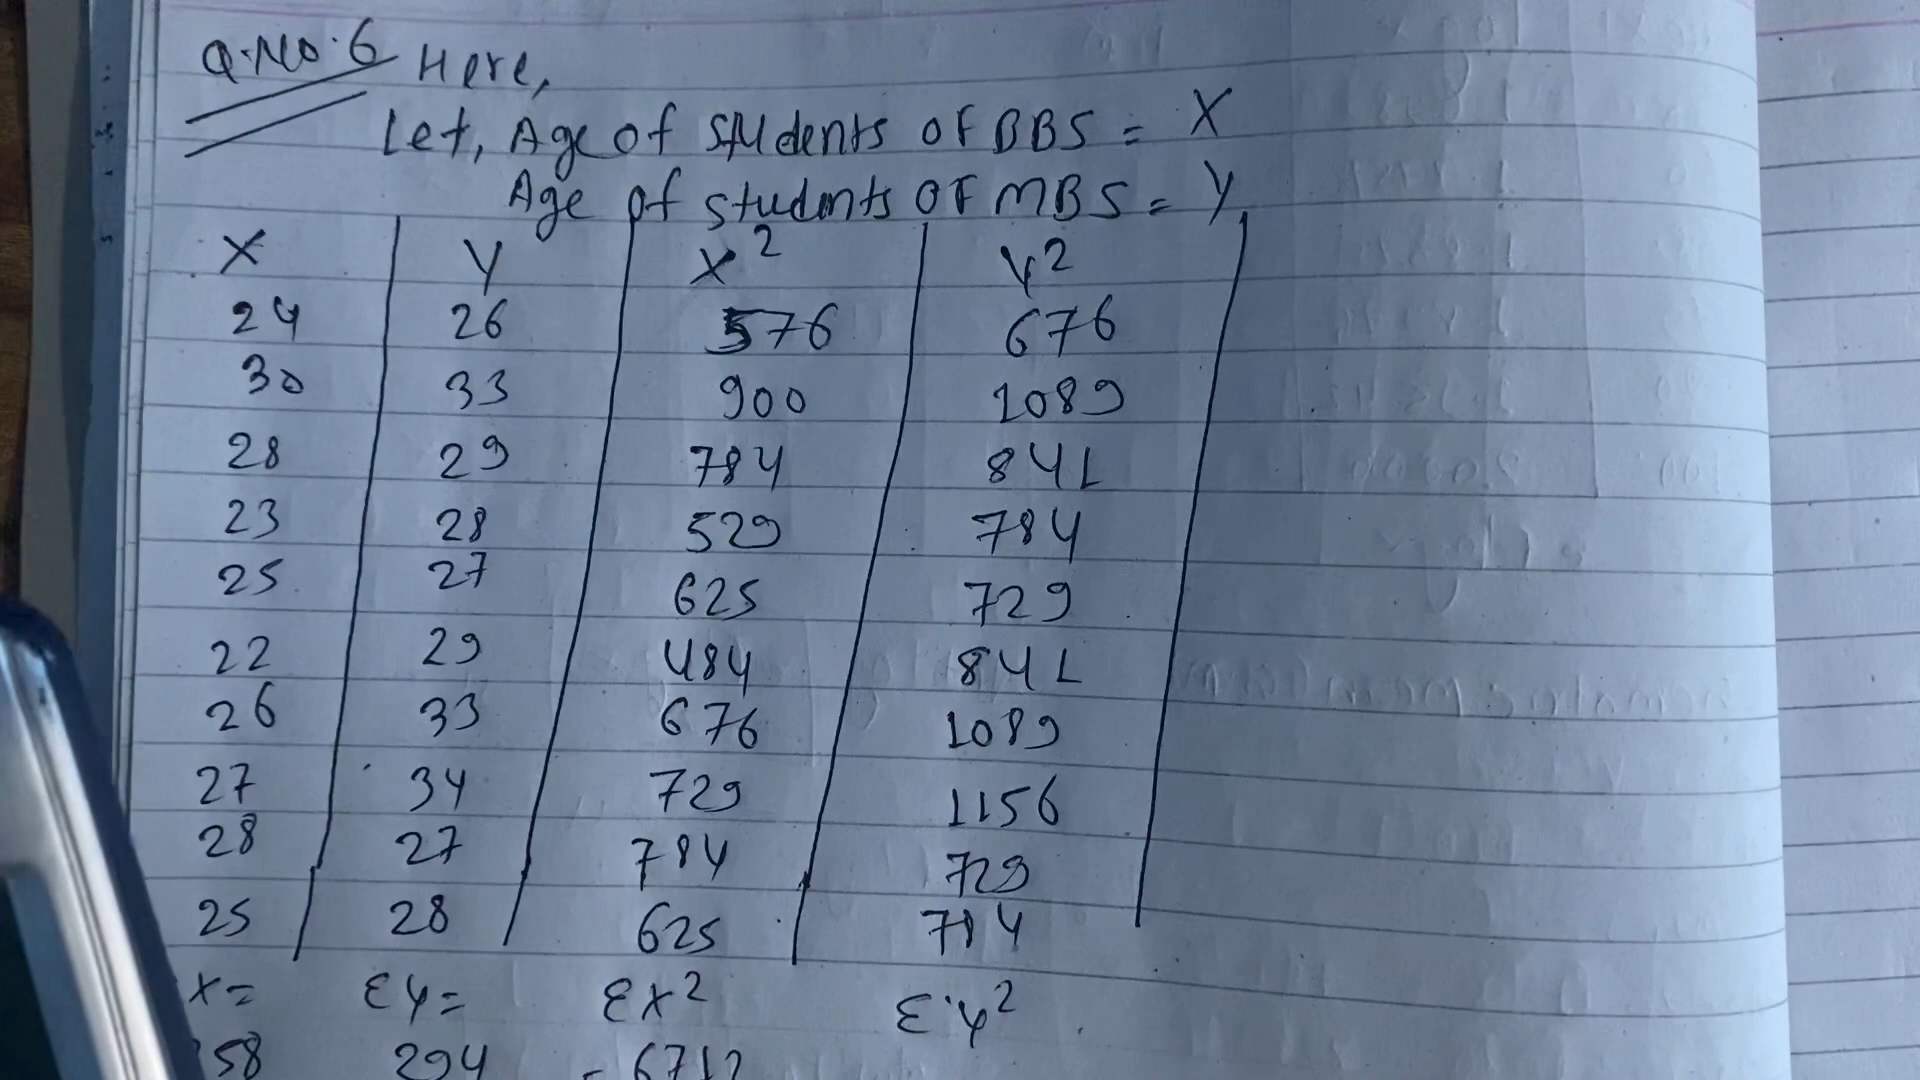 Q.No.6 Here,
Let, Age of students of BBS = X
Age of students of MBS = Y
X Y X² Y²
24 26 576 676
30 33 900 1089
28 29 784 841
23 28 529 784
25 27 625 729
22 29 484 841
26 33 676 1089
27 34 729 1156
28 27 784 729
25 28 625 784
X= ΣY= ΣX² ΣY²
58 294 = 6712